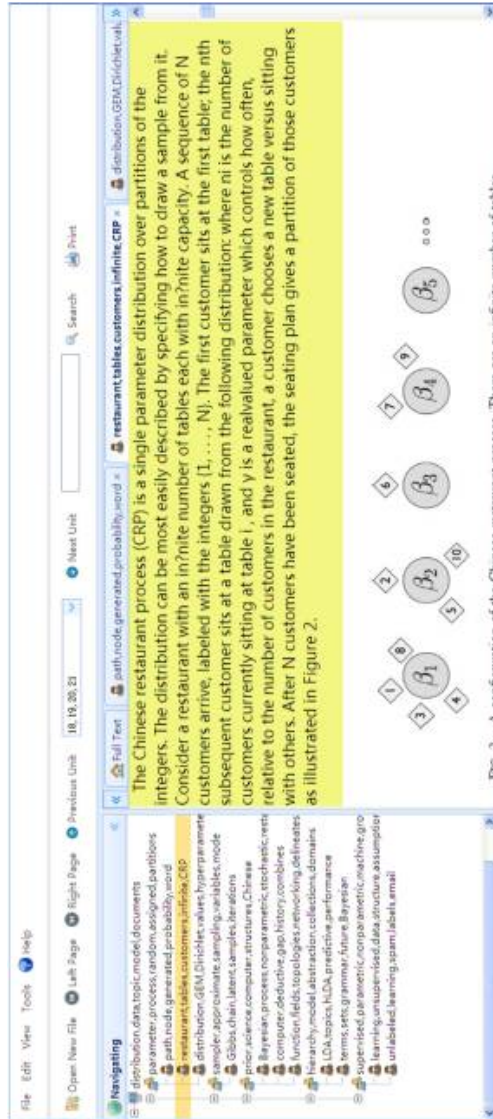 File Edit View Tools Help
Open New File Left Page Right Page Previous Unit 18, 19, 20, 21 Next Unit Search Print
Navigating
distribution,data,topic,model,documents
parameter,process,random,assigned,partitions
path,node,generated,probability,word
restaurant,tables,customers,infinite,CRP
distribution,GEM,Dirichlet,values,hyperparamete
sampler,approximate,sampling,variables,mode
Gibbs,chain,latent,samples,iterations
prior,science,computer,structures,Chinese
Bayesian,process,nonparametric,stochastic,resta
computer,deductive,gap,history,combines
function,fields,topologies,networking,delineates
hierarchy,model,abstraction,collections,domains
LDA,topics,hLDA,predictive,performance
terms,sets,grammar,future,Bayesian
supervised,parametric,nonparametric,machine,gro
learning,unsupervised,data,structure,assumption
unlabeled,learning,spam,labels,email
Full Text path,node,generated,probability,word × restaurant,tables,customers,infinite,CRP × distribution,GEM,Dirichlet,valu
The Chinese restaurant process (CRP) is a single parameter distribution over partitions of the
integers. The distribution can be most easily described by specifying how to draw a sample from it.
Consider a restaurant with an in?nite number of tables each with in?nite capacity. A sequence of N
customers arrive, labeled with the integers {1, . . . , N}. The first customer sits at the first table; the nth
subsequent customer sits at a table drawn from the following distribution: where ni is the number of
customers currently sitting at table i , and γ is a realvalued parameter which controls how often,
relative to the number of customers in the restaurant, a customer chooses a new table versus sitting
with others. After N customers have been seated, the seating plan gives a partition of those customers
as illustrated in Figure 2.
1 8 2 6 7 9
β1 β2 β3 β4 β5
3 4 5 10